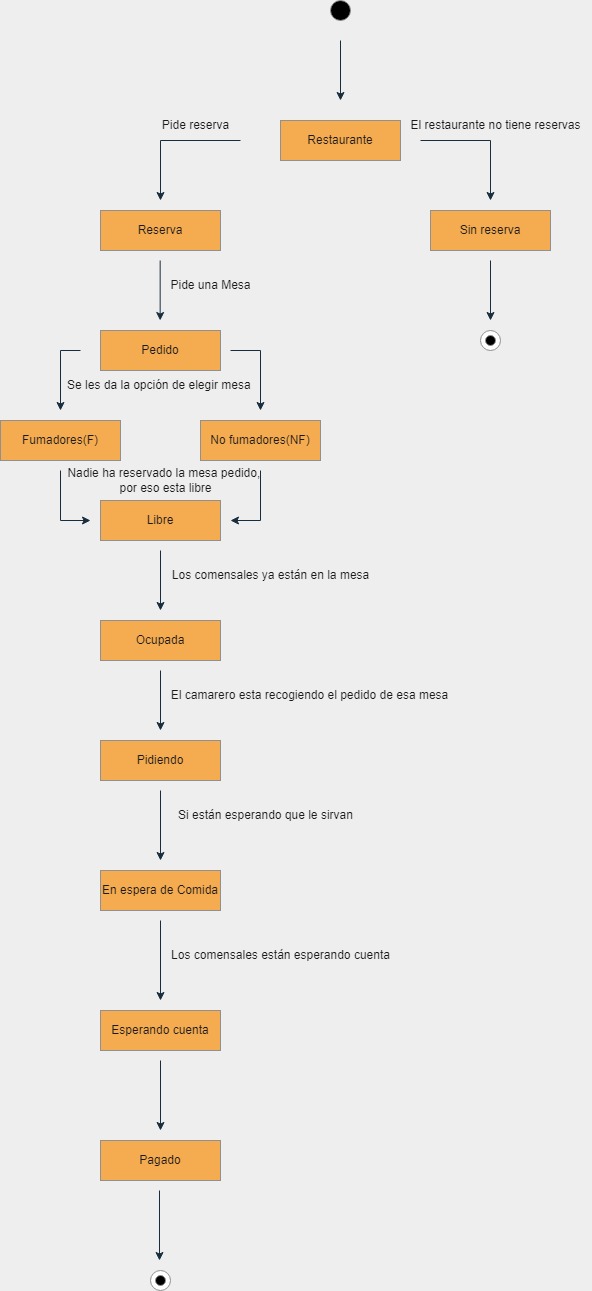 Pide reserva
Restaurante
El restaurante no tiene reservas
Reserva
Sin reserva
Pide una Mesa
Pedido
Se les da la opción de elegir mesa
Fumadores(F)
No fumadores(NF)
Nadie ha reservado la mesa pedido,
por eso esta libre
Libre
Los comensales ya están en la mesa
Ocupada
El camarero esta recogiendo el pedido de esa mesa
Pidiendo
Si están esperando que le sirvan
En espera de Comida
Los comensales están esperando cuenta
Esperando cuenta
Pagado